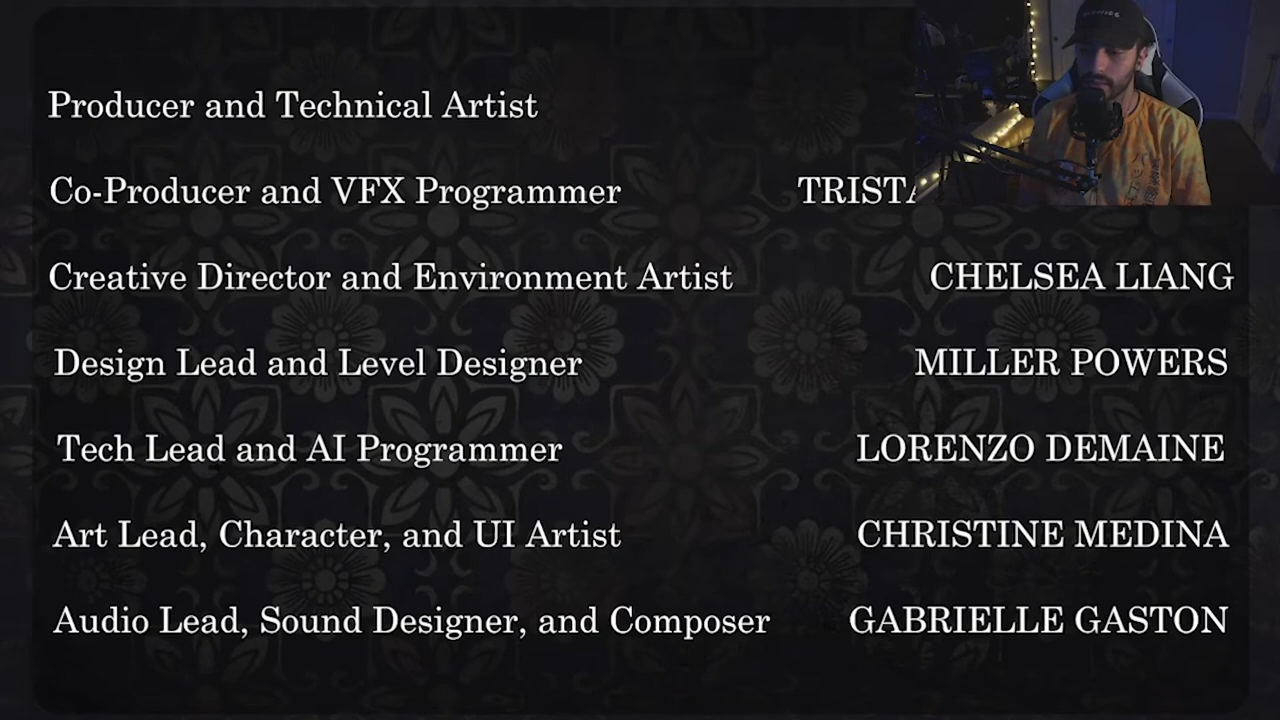 Producer and Technical Artist
Co-Producer and VFX Programmer
Creative Director and Environment Artist CHELSEA LIANG
Design Lead and Level Designer MILLER POWERS
Tech Lead and AI Programmer LORENZO DEMAINE
Art Lead, Character, and UI Artist CHRISTINE MEDINA
Audio Lead, Sound Designer, and Composer GABRIELLE GASTON